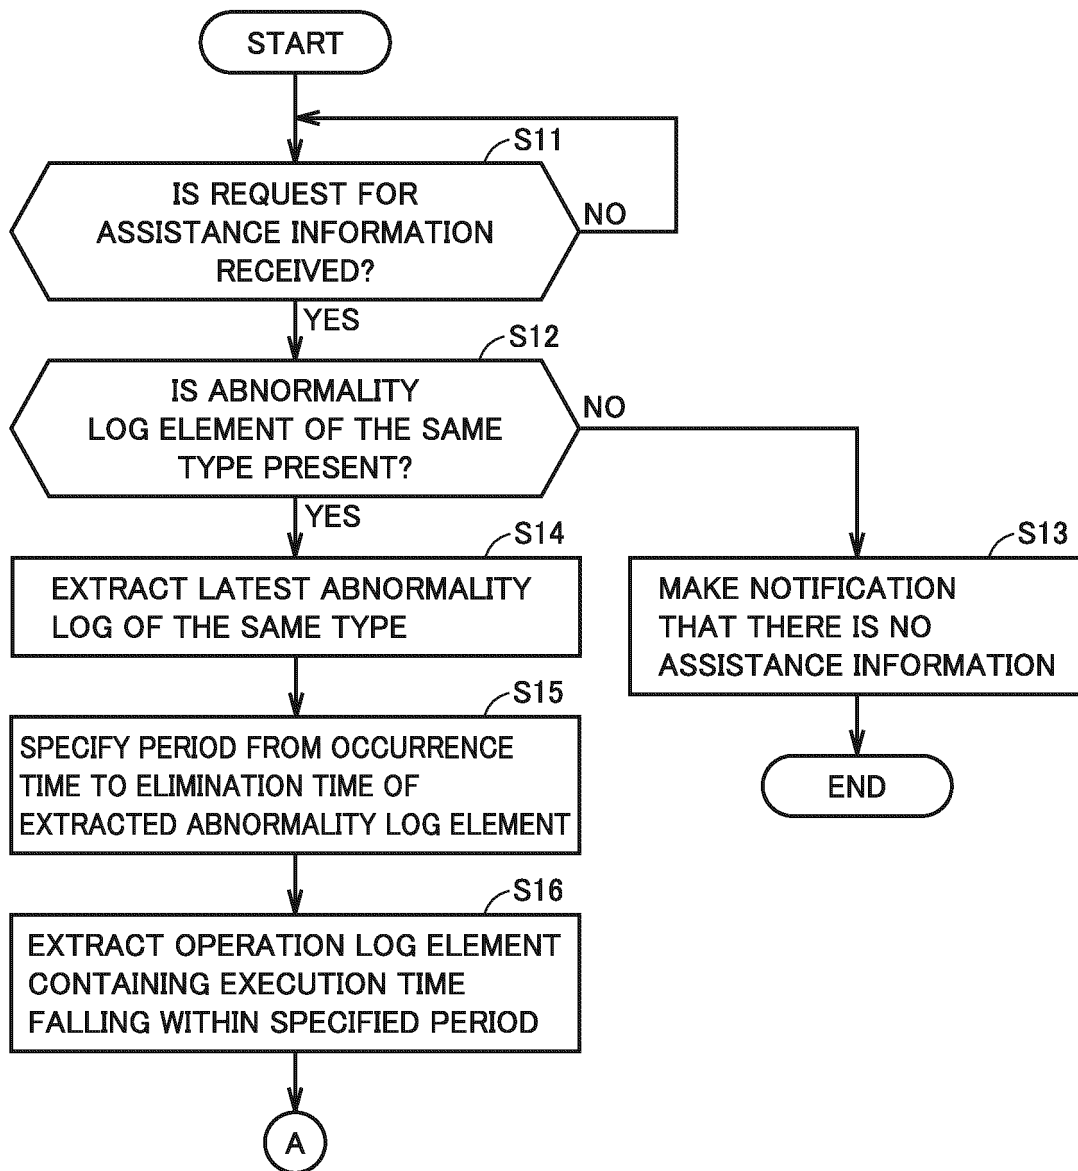 START
S11
IS REQUEST FOR
ASSISTANCE INFORMATION
RECEIVED?
NO
YES
S12
IS ABNORMALITY
LOG ELEMENT OF THE SAME
TYPE PRESENT?
NO
YES
S14
EXTRACT LATEST ABNORMALITY
LOG OF THE SAME TYPE
S13
MAKE NOTIFICATION
THAT THERE IS NO
ASSISTANCE INFORMATION
END
S15
SPECIFY PERIOD FROM OCCURRENCE
TIME TO ELIMINATION TIME OF
EXTRACTED ABNORMALITY LOG ELEMENT
S16
EXTRACT OPERATION LOG ELEMENT
CONTAINING EXECUTION TIME
FALLING WITHIN SPECIFIED PERIOD
A